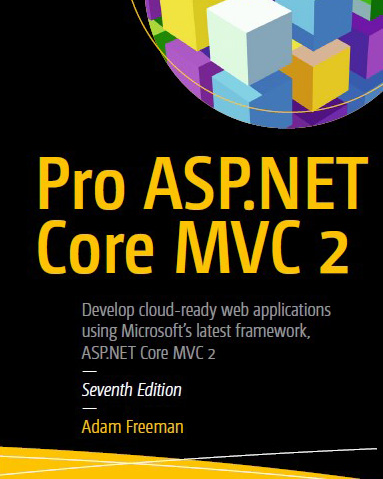 Pro ASP.NET
Core MVC 2
Develop cloud-ready web applications
using Microsoft's latest framework,
ASP.NET Core MVC 2
—
Seventh Edition
—
Adam Freeman